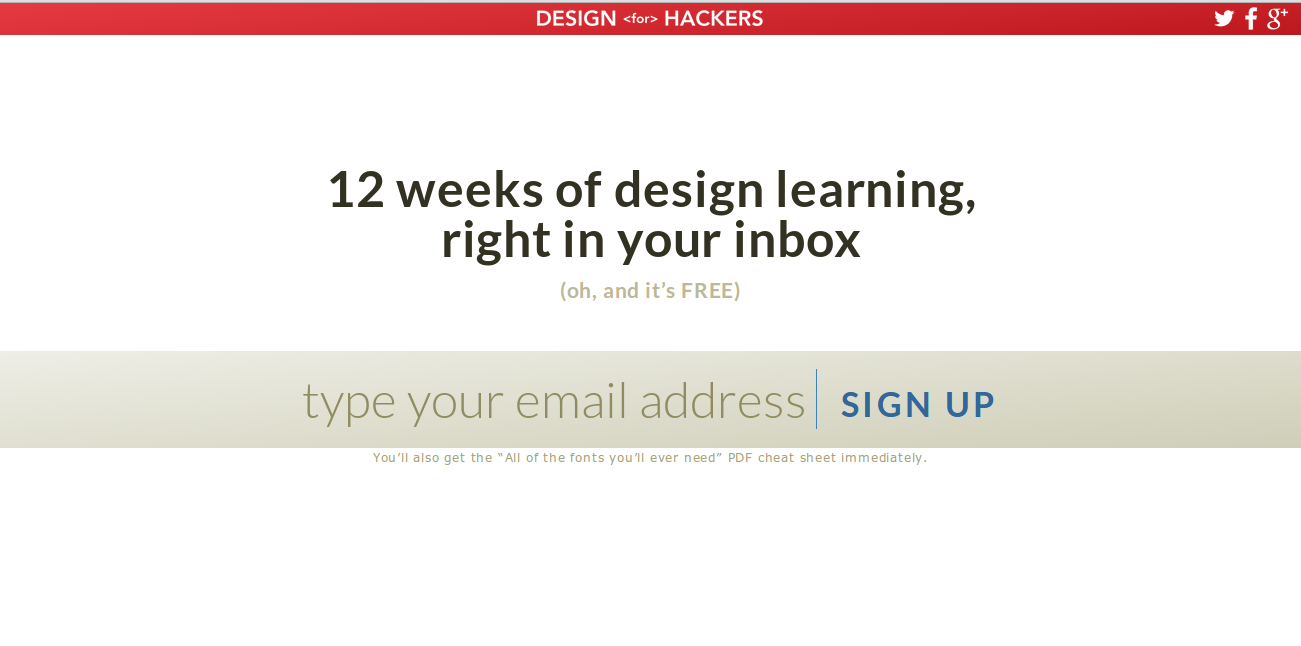 DESIGN <for> HACKERS
12 weeks of design learning,
right in your inbox
(oh, and it’s FREE)
type your email address
SIGN UP
You’ll also get the “All of the fonts you’ll ever need” PDF cheat sheet immediately.